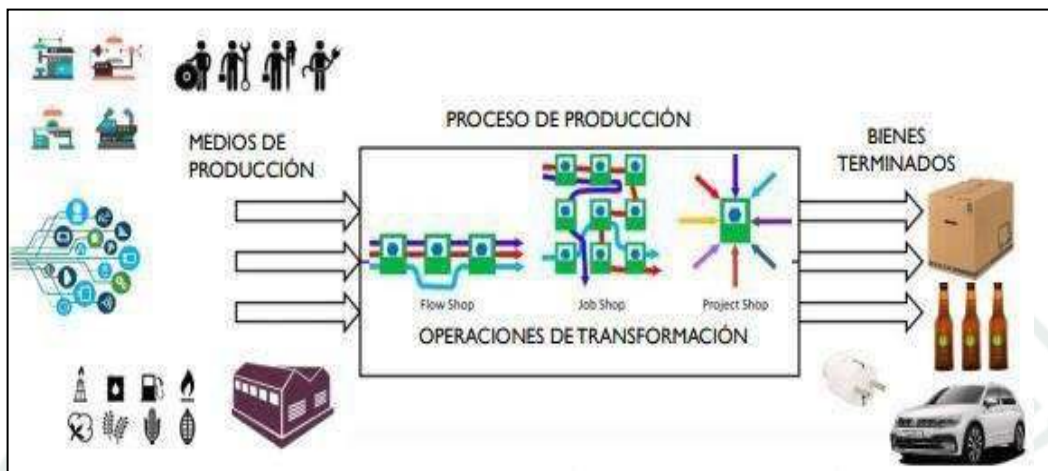 PROCESO DE PRODUCCIÓN
MEDIOS DE
PRODUCCIÓN
BIENES
TERMINADOS
Flow Shop
Job Shop
Project Shop
OPERACIONES DE TRANSFORMACIÓN